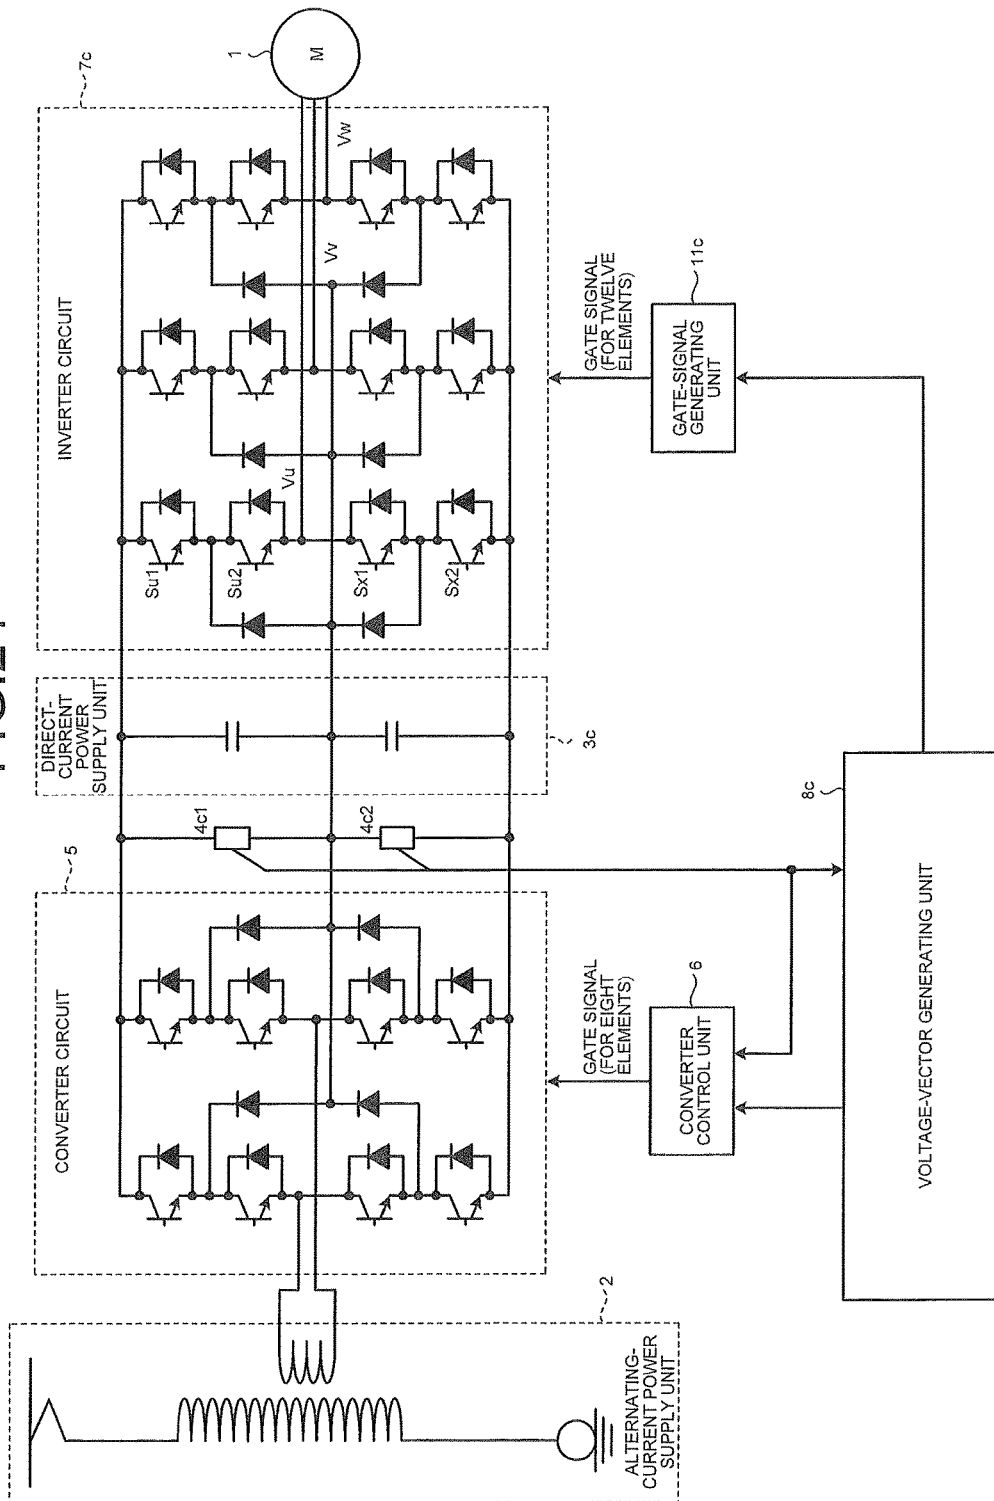 ALTERNATING-
CURRENT POWER
SUPPLY UNIT
2
CONVERTER CIRCUIT
5
GATE SIGNAL
(FOR EIGHT
ELEMENTS)
CONVERTER
CONTROL UNIT
6
4c1
4c2
DIRECT-
CURRENT
POWER
SUPPLY UNIT
3c
INVERTER CIRCUIT
7c
Su1
Su2
Sx1
Sx2
Vu
Vv
Vw
1
M
GATE SIGNAL
(FOR TWELVE
ELEMENTS)
GATE-SIGNAL
GENERATING
UNIT
11c
VOLTAGE-VECTOR GENERATING UNIT
8c